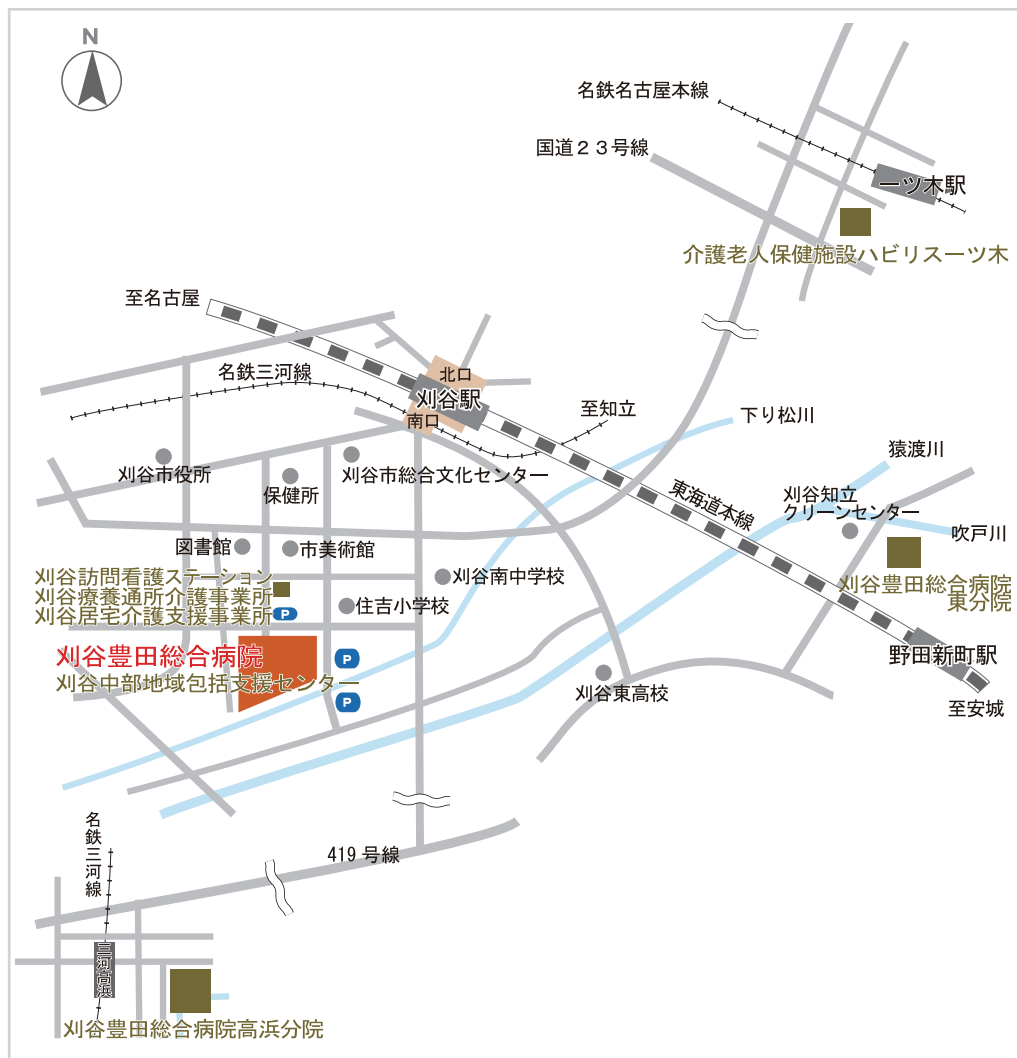 N
名鉄名古屋本線
国道２３号線
一ツ木駅
介護老人保健施設ハビリス一ツ木
至名古屋
名鉄三河線
北口
刈谷駅
南口
至知立
下り松川
猿渡川
刈谷市役所
保健所
刈谷市総合文化センター
東海道本線
刈谷知立
クリーンセンター
吹戸川
図書館
市美術館
刈谷訪問看護ステーション
刈谷療養通所介護事業所
刈谷居宅介護支援事業所
P
刈谷南中学校
住吉小学校
刈谷豊田総合病院
東分院
刈谷豊田総合病院
刈谷中部地域包括支援センター
P
P
刈谷東高校
野田新町駅
至安城
名鉄三河線
419 号線
三河高浜
刈谷豊田総合病院高浜分院